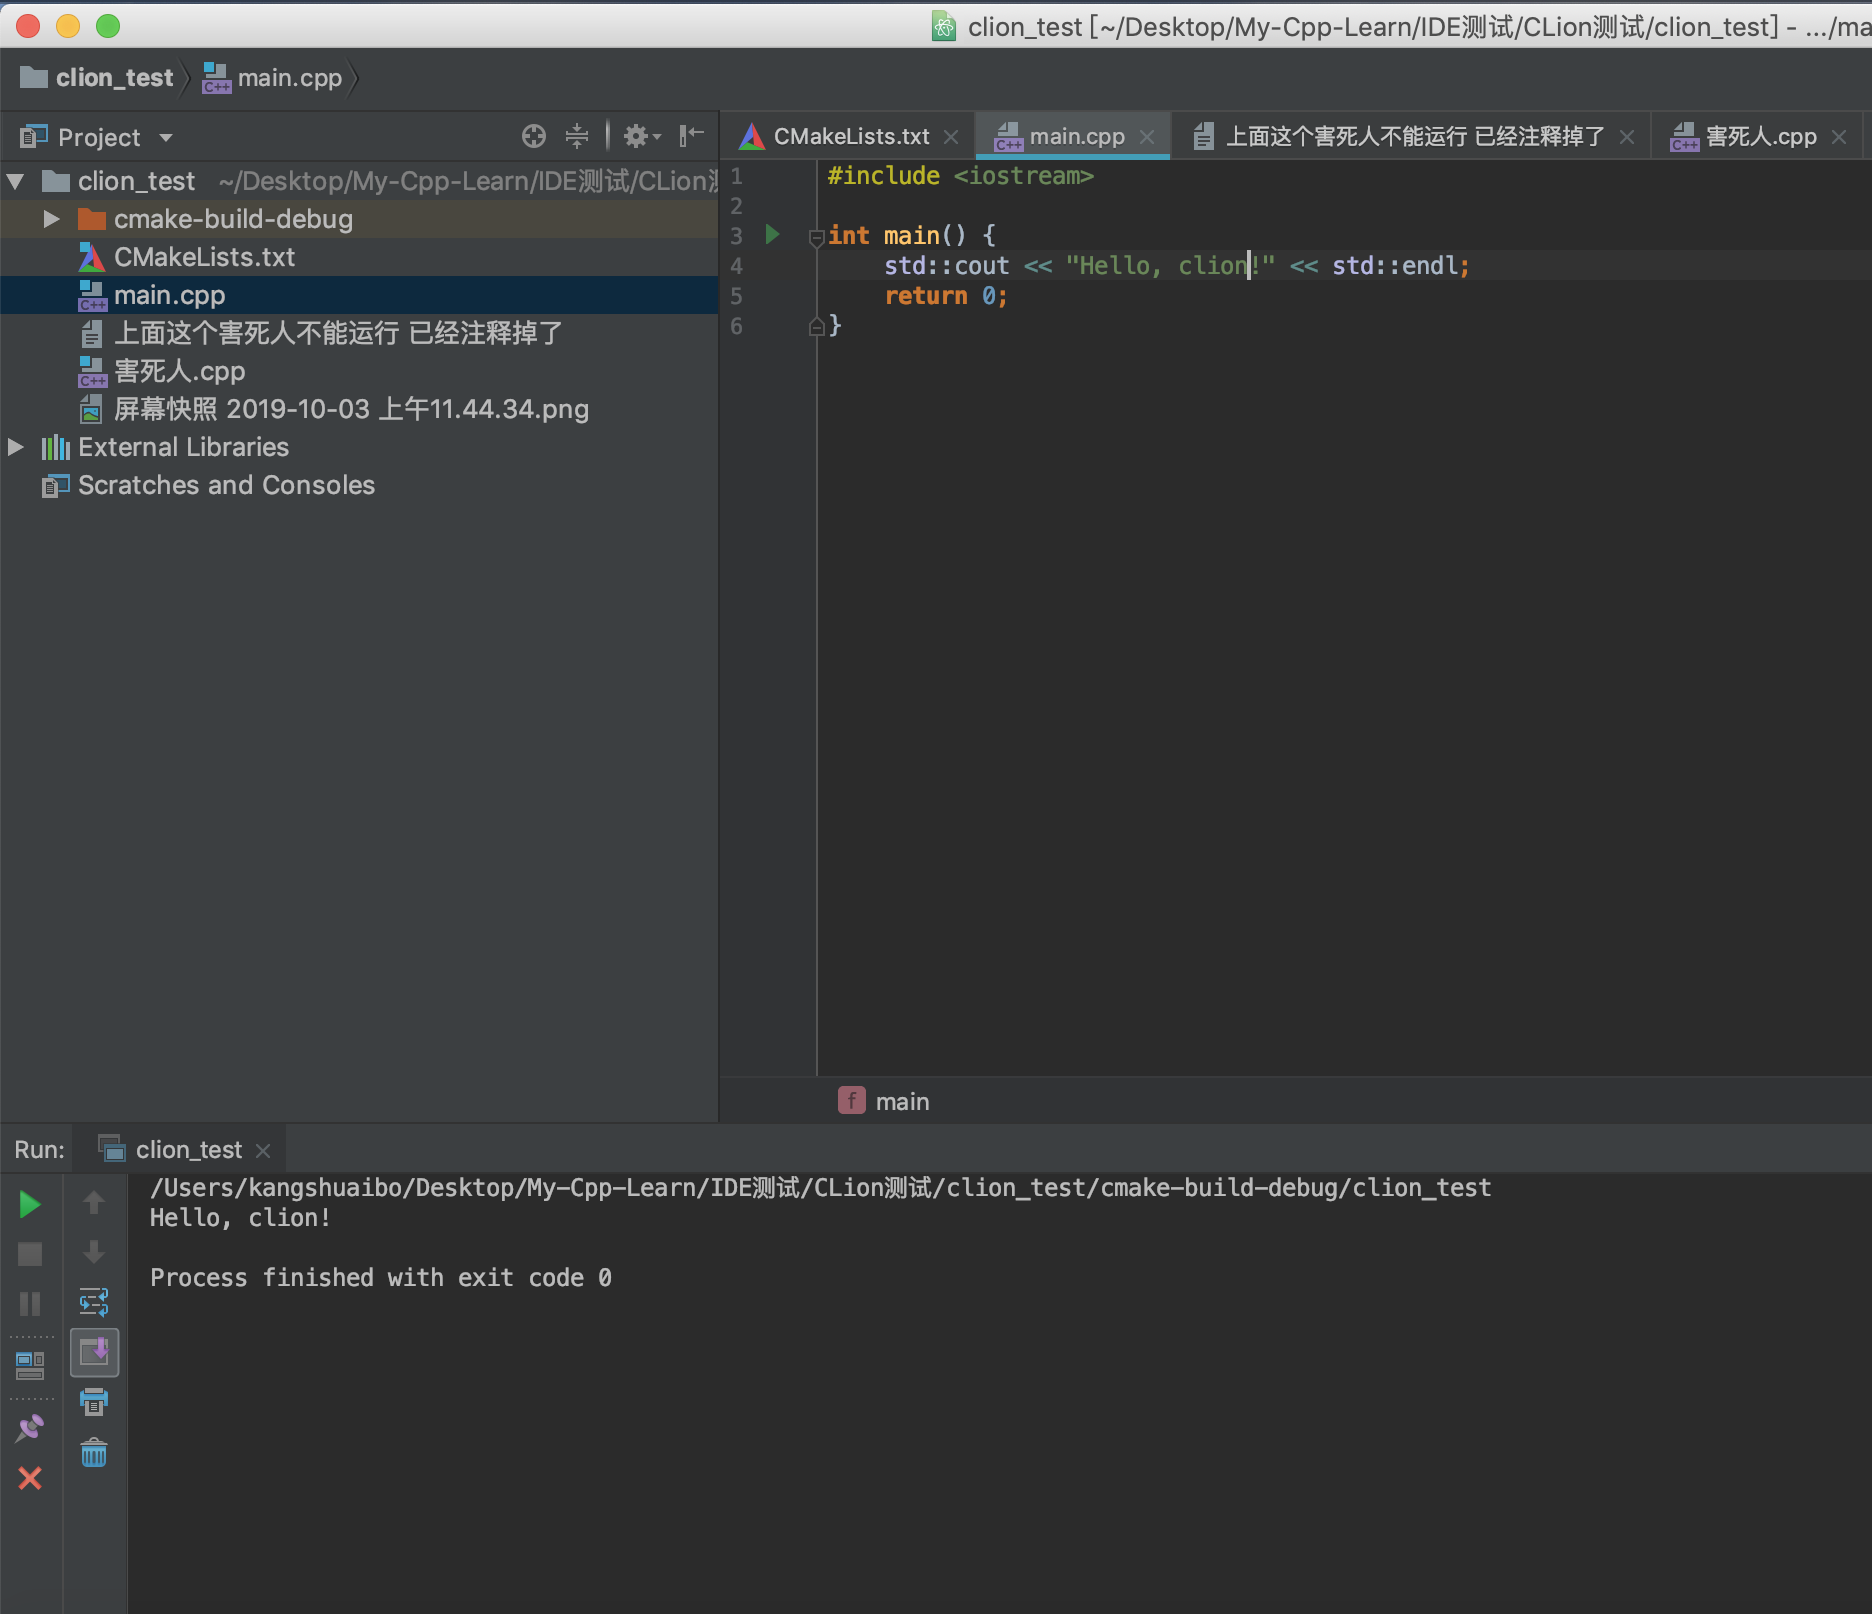 clion_test [~/Desktop/My-Cpp-Learn/IDE测试/CLion测试/clion_test] - .../ma
clion_test
main.cpp
Project
CMakeLists.txt
main.cpp
上面这个害死人不能运行 已经注释掉了
害死人.cpp
clion_test ~/Desktop/My-Cpp-Learn/IDE测试/CLion
cmake-build-debug
CMakeLists.txt
main.cpp
上面这个害死人不能运行 已经注释掉了
害死人.cpp
屏幕快照 2019-10-03 上午11.44.34.png
External Libraries
Scratches and Consoles
1 #include <iostream>
2
3 int main() {
4 std::cout << "Hello, clion!" << std::endl;
5 return 0;
6 }
f main
Run: clion_test
/Users/kangshuaibo/Desktop/My-Cpp-Learn/IDE测试/CLion测试/clion_test/cmake-build-debug/clion_test
Hello, clion!
Process finished with exit code 0